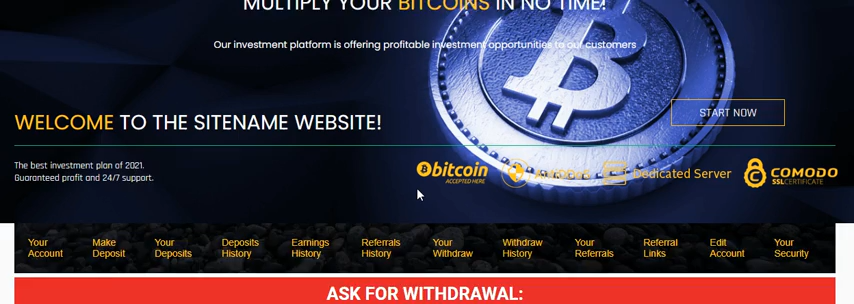 MULTIPLY YOUR BITCOINS IN NO TIME!
Our investment platform is offering profitable investment opportunities to our customers
START NOW
WELCOME TO THE SITENAME WEBSITE!
The best investment plan of 2021.
Guaranteed profit and 24/7 support.
bitcoin
ACCEPTED HERE
Dedicated Server
COMODO
SSL CERTIFICATE
Your Account
Make Deposit
Your Deposits
Deposits History
Earnings History
Referrals History
Your Withdraw
Withdraw History
Your Referrals
Referral Links
Edit Account
Your Security
ASK FOR WITHDRAWAL: